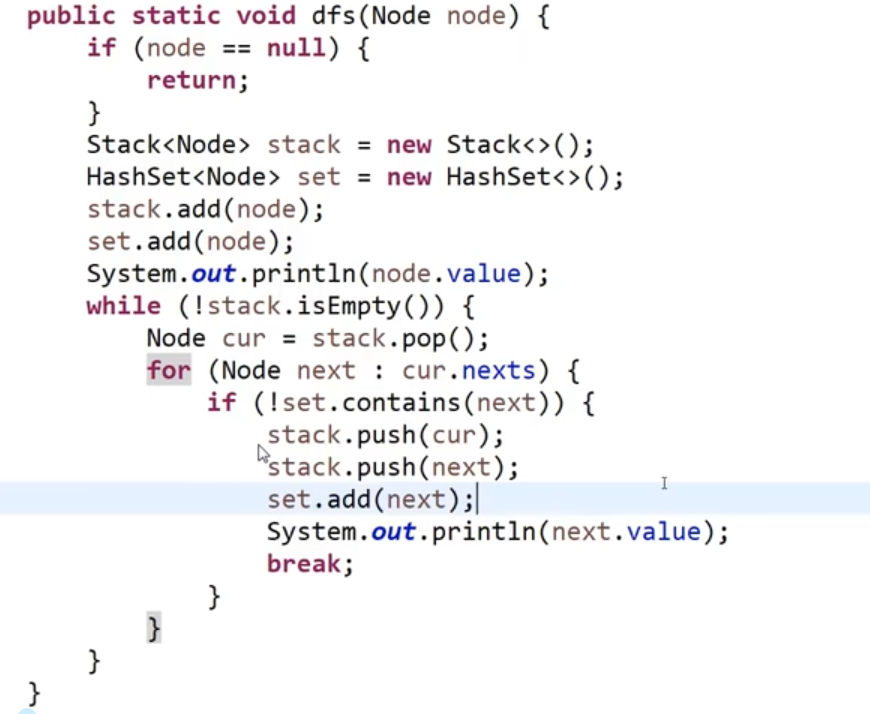 public static void dfs(Node node) {
    if (node == null) {
        return;
    }
    Stack<Node> stack = new Stack<>();
    HashSet<Node> set = new HashSet<>();
    stack.add(node);
    set.add(node);
    System.out.println(node.value);
    while (!stack.isEmpty()) {
        Node cur = stack.pop();
        for (Node next : cur.nexts) {
            if (!set.contains(next)) {
                stack.push(cur);
                stack.push(next);
                set.add(next);
                System.out.println(next.value);
                break;
            }
        }
    }
}